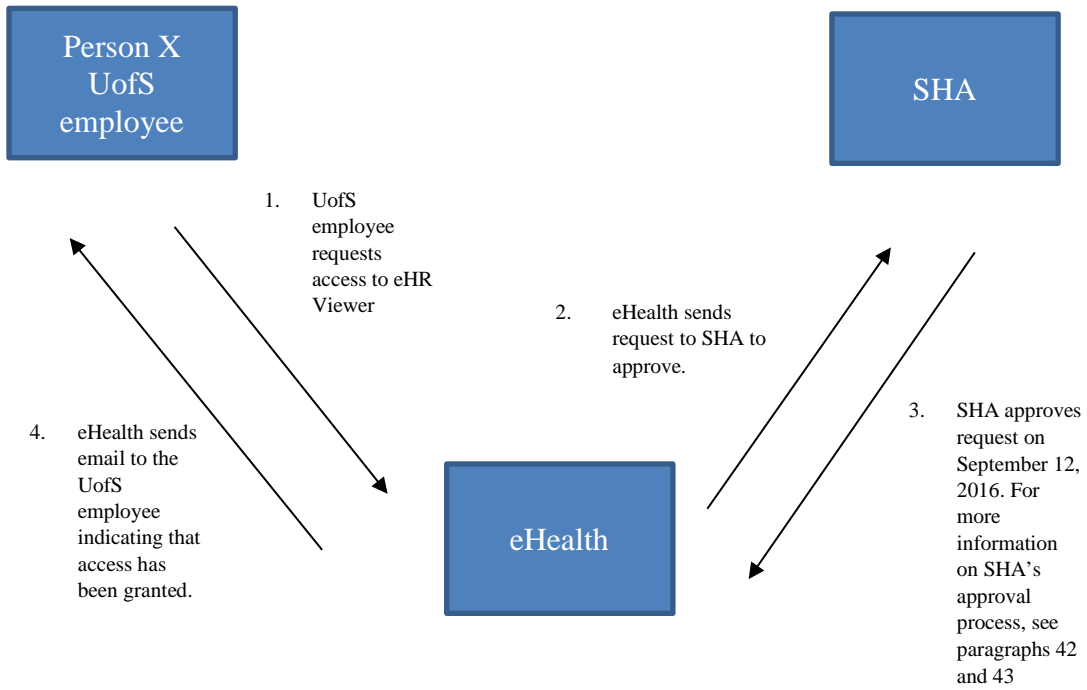 Person X
UofS
employee
SHA
1. UofS
employee
requests
access to eHR
Viewer
2. eHealth sends
request to SHA to
approve.
3. SHA approves
request on
September 12,
2016. For
more
information
on SHA’s
approval
process, see
paragraphs 42
and 43
4. eHealth sends
email to the
UofS
employee
indicating that
access has
been granted.
eHealth